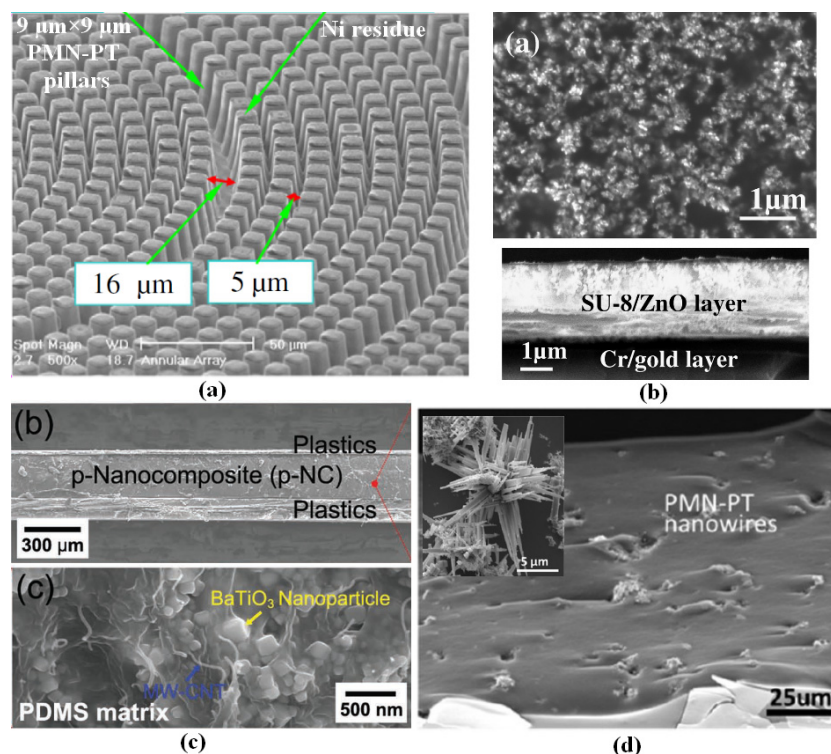 9 μm×9 μm
PMN-PT
pillars
Ni residue
16 μm
5 μm
Spot Magn WD 50 μm
2.7 500x 18.7 Annular Array
(a)
(a)
1μm
SU-8/ZnO layer
1μm
Cr/gold layer
(b)
(b)
Plastics
p-Nanocomposite (p-NC)
Plastics
300 μm
(c)
BaTiO3 Nanoparticle
MW-CNT
PDMS matrix
500 nm
(c)
5 μm
PMN-PT
nanowires
25um
(d)